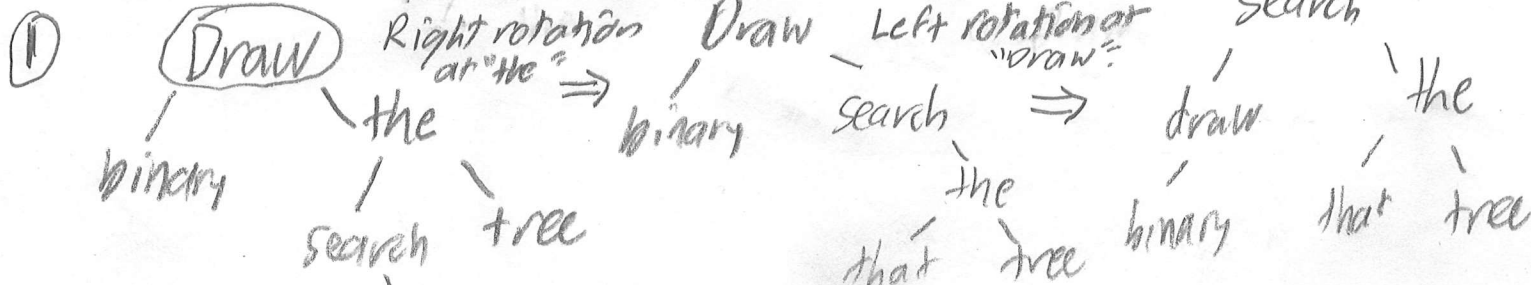 11 Draw Right rotation Draw Left rotation at search
at "the" "Draw"
⇒ ⇒
binary the binary search draw the
search tree the binary that tree
that tree